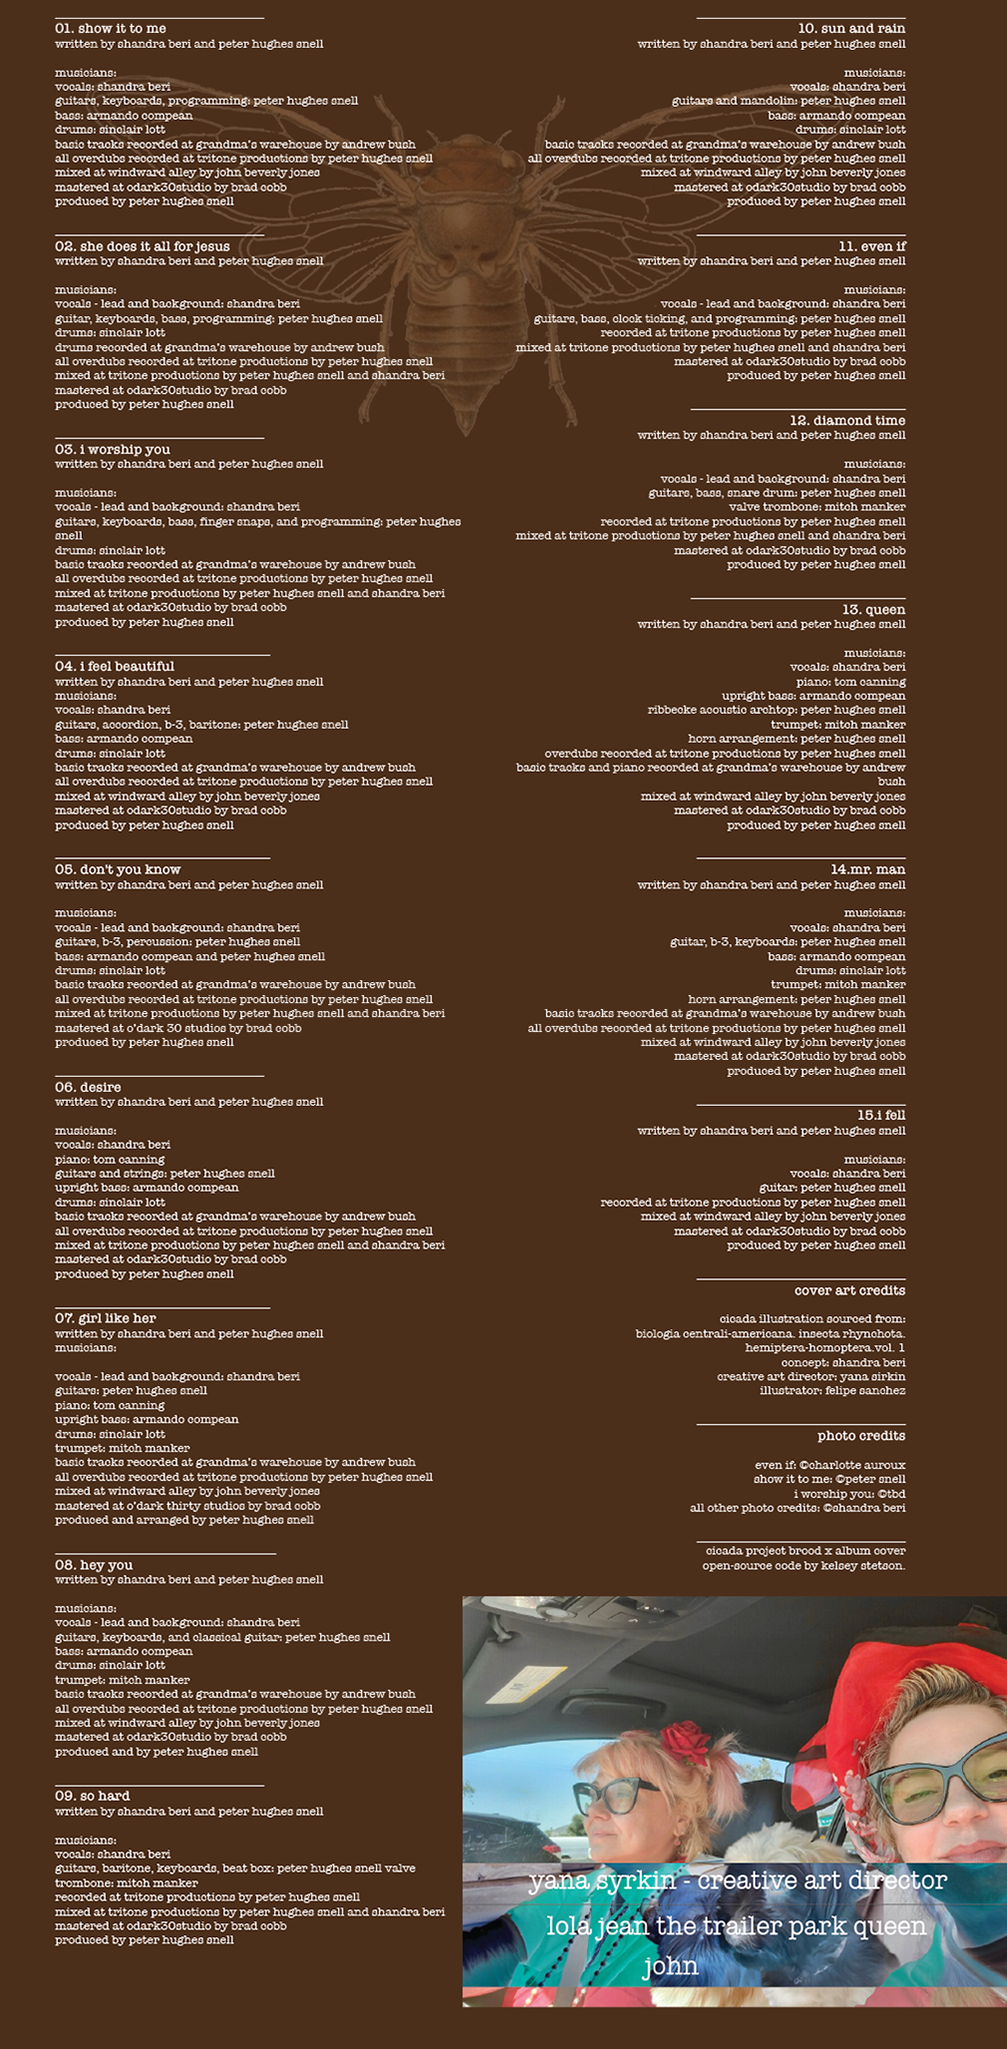 01. show it to me
written by shandra beri and peter hughes snell
musicians:
vocals: shandra beri
guitars, keyboards, programming: peter hughes snell
bass: armando compean
drums: sinclair lott
basic tracks recorded at grandma's warehouse by andrew bush
all overdubs recorded at tritone productions by peter hughes snell
mixed at windward alley by john beverly jones
mastered at odark30studio by brad cobb
produced by peter hughes snell
02. she does it all for jesus
written by shandra beri and peter hughes snell
musicians:
vocals - lead and background: shandra beri
guitar, keyboards, bass, programming: peter hughes snell
drums: sinclair lott
drums recorded at grandma's warehouse by andrew bush
all overdubs recorded at tritone productions by peter hughes snell
mixed at tritone productions by peter hughes snell and shandra beri
mastered at odark30studio by brad cobb
produced by peter hughes snell
03. i worship you
written by shandra beri and peter hughes snell
musicians:
vocals - lead and background: shandra beri
guitars, keyboards, bass, finger snaps, and programming: peter hughes
snell
drums: sinclair lott
basic tracks recorded at grandma's warehouse by andrew bush
all overdubs recorded at tritone productions by peter hughes snell
mixed at tritone productions by peter hughes snell and shandra beri
mastered at odark30studio by brad cobb
produced by peter hughes snell
04. i feel beautiful
written by shandra beri and peter hughes snell
musicians:
vocals: shandra beri
guitars, accordion, b-3, baritone: peter hughes snell
bass: armando compean
drums: sinclair lott
basic tracks recorded at grandma's warehouse by andrew bush
all overdubs recorded at tritone productions by peter hughes snell
mixed at windward alley by john beverly jones
mastered at odark30studio by brad cobb
produced by peter hughes snell
05. don't you know
written by shandra beri and peter hughes snell
musicians:
vocals - lead and background: shandra beri
guitars, b-3, percussion: peter hughes snell
bass: armando compean and peter hughes snell
drums: sinclair lott
basic tracks recorded at grandma's warehouse by andrew bush
all overdubs recorded at tritone productions by peter hughes snell
mixed at tritone productions by peter hughes snell and shandra beri
mastered at o'dark 30 studios by brad cobb
produced by peter hughes snell
06. desire
written by shandra beri and peter hughes snell
musicians:
vocals: shandra beri
piano: tom canning
guitars and strings: peter hughes snell
upright bass: armando compean
drums: sinclair lott
basic tracks recorded at grandma's warehouse by andrew bush
all overdubs recorded at tritone productions by peter hughes snell
mixed at tritone productions by peter hughes snell and shandra beri
mastered at odark30studio by brad cobb
produced by peter hughes snell
07. girl like her
written by shandra beri and peter hughes snell
musicians:
vocals - lead and background: shandra beri
guitars: peter hughes snell
piano: tom canning
upright bass: armando compean
drums: sinclair lott
trumpet: mitch manker
basic tracks recorded at grandma's warehouse by andrew bush
all overdubs recorded at tritone productions by peter hughes snell
mixed at windward alley by john beverly jones
mastered at o'dark thirty studios by brad cobb
produced and arranged by peter hughes snell
08. hey you
written by shandra beri and peter hughes snell
musicians:
vocals - lead and background: shandra beri
guitars, keyboards, and classical guitar: peter hughes snell
bass: armando compean
drums: sinclair lott
trumpet: mitch manker
basic tracks recorded at grandma's warehouse by andrew bush
all overdubs recorded at tritone productions by peter hughes snell
mixed at windward alley by john beverly jones
mastered at odark30studio by brad cobb
produced and by peter hughes snell
09. so hard
written by shandra beri and peter hughes snell
musicians:
vocals: shandra beri
guitars, baritone, keyboards, beat box: peter hughes snell valve
trombone: mitch manker
recorded at tritone productions by peter hughes snell
mixed at tritone productions by peter hughes snell and shandra beri
mastered at odark30studio by brad cobb
produced by peter hughes snell
10. sun and rain
written by shandra beri and peter hughes snell
musicians:
vocals: shandra beri
guitars and mandolin: peter hughes snell
bass: armando compean
drums: sinclair lott
basic tracks recorded at grandma's warehouse by andrew bush
all overdubs recorded at tritone productions by peter hughes snell
mixed at windward alley by john beverly jones
mastered at odark30studio by brad cobb
produced by peter hughes snell
11. even if
written by shandra beri and peter hughes snell
musicians:
vocals - lead and background: shandra beri
guitars, bass, clock ticking, and programming: peter hughes snell
recorded at tritone productions by peter hughes snell
mixed at tritone productions by peter hughes snell and shandra beri
mastered at odark30studio by brad cobb
produced by peter hughes snell
12. diamond time
written by shandra beri and peter hughes snell
musicians:
vocals - lead and background: shandra beri
guitars, bass, snare drum: peter hughes snell
valve trombone: mitch manker
recorded at tritone productions by peter hughes snell
mixed at tritone productions by peter hughes snell and shandra beri
mastered at odark30studio by brad cobb
produced by peter hughes snell
13. queen
written by shandra beri and peter hughes snell
musicians:
vocals: shandra beri
piano: tom canning
upright bass: armando compean
ribbecke acoustic archtop: peter hughes snell
trumpet: mitch manker
horn arrangement: peter hughes snell
overdubs recorded at tritone productions by peter hughes snell
basic tracks and piano recorded at grandma's warehouse by andrew
bush
mixed at windward alley by john beverly jones
mastered at odark30studio by brad cobb
produced by peter hughes snell
14.mr. man
written by shandra beri and peter hughes snell
musicians:
vocals: shandra beri
guitar, b-3, keyboards: peter hughes snell
bass: armando compean
drums: sinclair lott
trumpet: mitch manker
horn arrangement: peter hughes snell
basic tracks recorded at grandma's warehouse by andrew bush
all overdubs recorded at tritone productions by peter hughes snell
mixed at windward alley by john beverly jones
mastered at odark30studio by brad cobb
produced by peter hughes snell
15.i fell
written by shandra beri and peter hughes snell
musicians:
vocals: shandra beri
guitar: peter hughes snell
recorded at tritone productions by peter hughes snell
mixed at windward alley by john beverly jones
mastered at odark30studio by brad cobb
produced by peter hughes snell
cover art credits
cicada illustration sourced from:
biologia centrali-americana. insecta rhynchota.
hemiptera-homoptera.vol. 1
concept: shandra beri
creative art director: yana sirkin
illustrator: felipe sanchez
photo credits
even if: ©charlotte auroux
show it to me: ©peter snell
i worship you: ©tbd
all other photo credits: ©shandra beri
cicada project brood x album cover
open-source code by kelsey stetson.
yana syrkin - creative art director
lola jean the trailer park queen
john